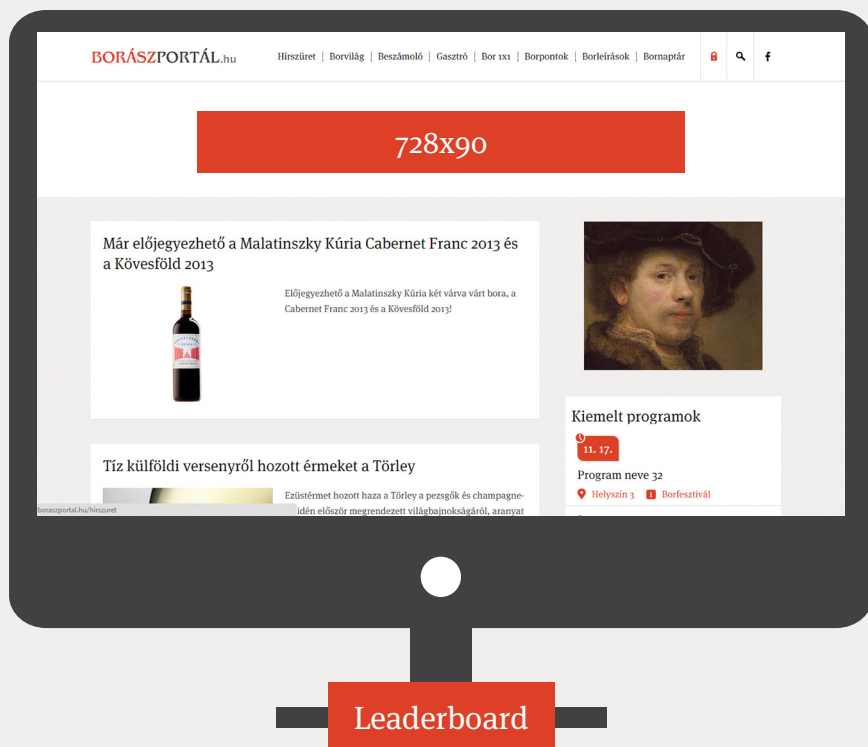 BORÁSZPORTÁL.hu
Hírszüret | Borvilág | Beszámoló | Gasztró | Bor 1x1 | Borpontok | Borleírások | Bornaptár
728x90
Már előjegyezhető a Malatinszky Kúria Cabernet Franc 2013 és
a Kövesföld 2013
Előjegyezhető a Malatinszky Kúria két várva várt bora, a
Cabernet Franc 2013 és a Kövesföld 2013!
Kiemelt programok
11. 17.
Program neve 32
Helyszín 3 Borfesztivál
Tíz külföldi versenyről hozott érmeket a Törley
Ezüstérmet hozott haza a Törley a pezsgők és champagne-
idén először megrendezett világbajnokságáról, aranyat
boraszportal.hu/hirszuret
Leaderboard